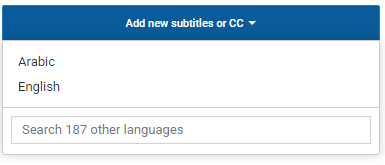 Add new subtitles or CC
Arabic
English
Search 187 other languages